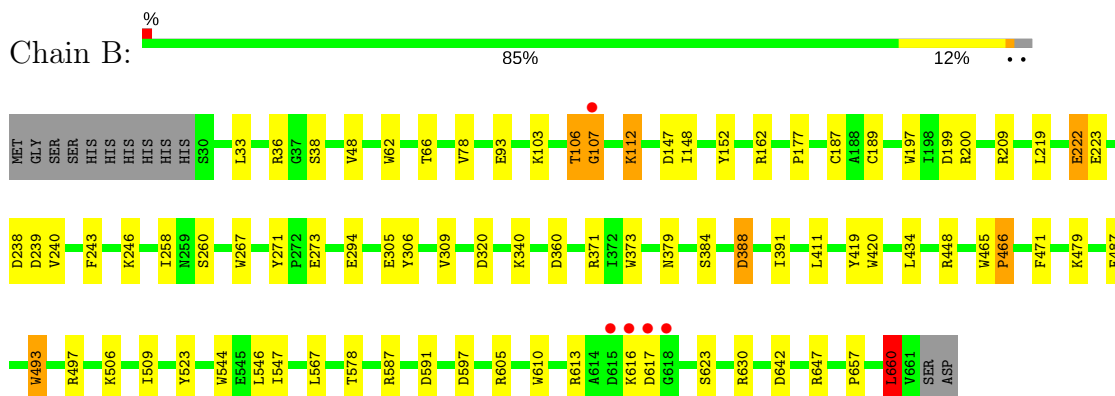 %
Chain B:
85% 12% • •
MET GLY SER SER HIS HIS HIS HIS HIS HIS S30 L33 R36 G37 S38 V48 W62 T66 V78 E93 K103 T106 G107 K112 D147 I148 Y152 R162 P177 C187 A188 C189 W197 I198 D199 R200 R209 L219 E222 E223
D238 D239 V240 F243 K246 I258 N259 S260 W267 Y271 P272 E273 E294 E305 Y306 V309 D320 K340 D360 R371 I372 W373 N379 S384 D388 I391 L411 Y419 W420 L434 R448 W465 P466 F471 K479
W493 R497 K506 I509 Y523 W544 E545 L546 I547 L567 T578 R587 D591 D597 R605 W610 R613 A614 D615 K616 D617 G618 S623 R630 D642 R647 P657 L660 V661 SER ASP